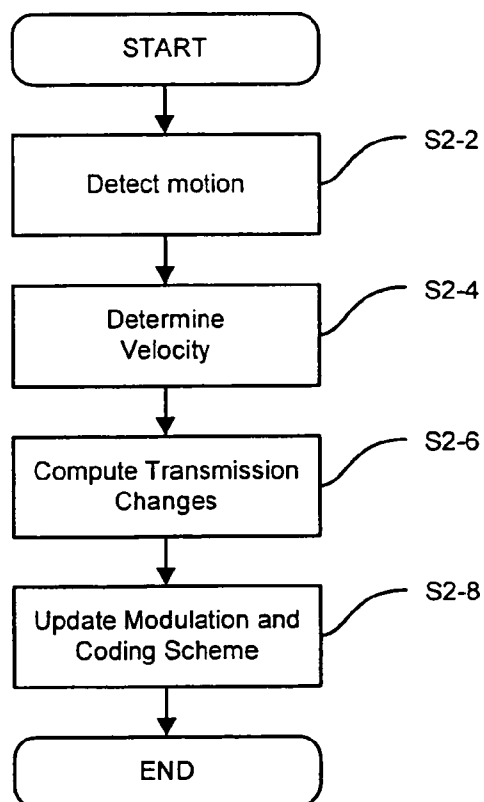 START
S2-2
Detect motion
S2-4
Determine
Velocity
S2-6
Compute Transmission
Changes
S2-8
Update Modulation and
Coding Scheme
END